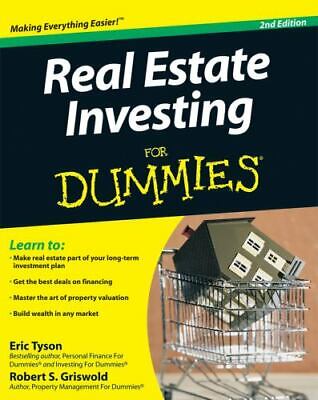 Making Everything Easier!™
2nd Edition
Real Estate
Investing
FOR
DUMMIES®
Learn to:
• Make real estate part of your long-term
investment plan
• Get the best deals on financing
• Master the art of property valuation
• Build wealth in any market
Eric Tyson
Bestselling author, Personal Finance For
Dummies® and Investing For Dummies®
Robert S. Griswold
Author, Property Management For Dummies®